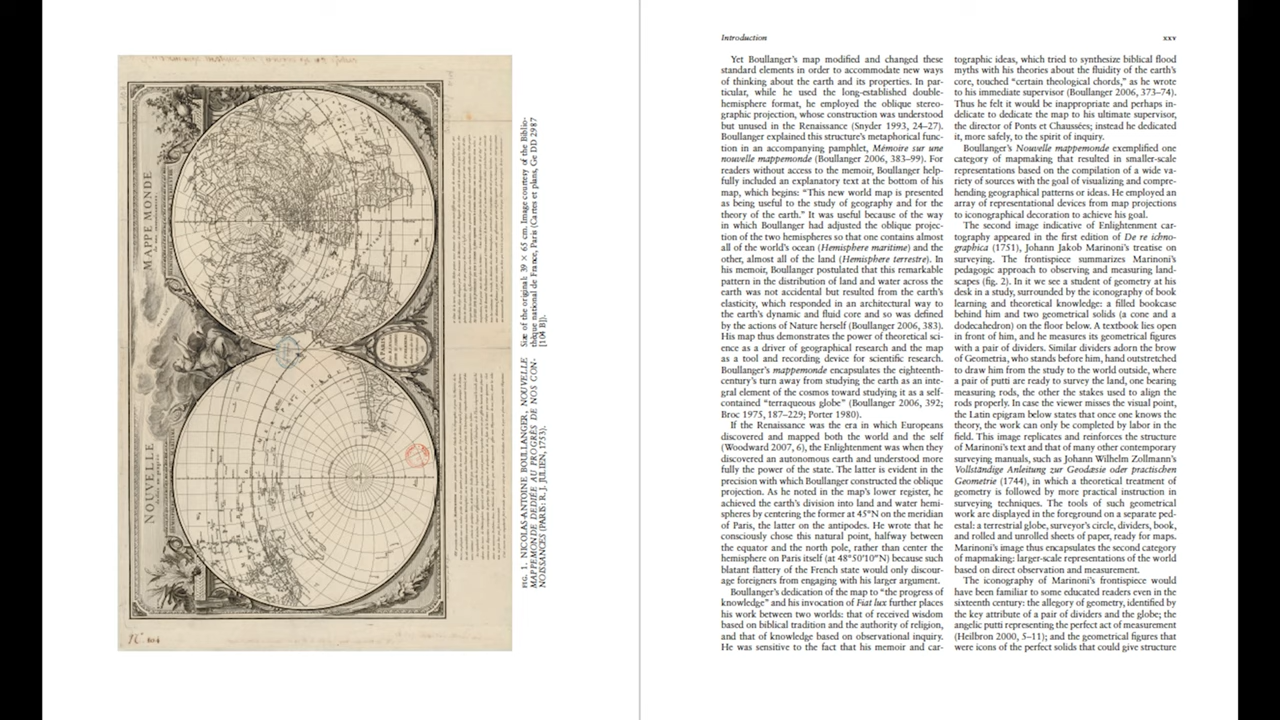 NOUVELLE
MAPPE MONDE
FIG. 1. NICOLAS-ANTOINE BOULLANGER, NOUVELLE
MAPPEMONDE DEDIÉE AU PROGRÈS DE NOS CON-
NOISSANCES (PARIS: R. J. JULIEN, 1753).
Size of the original: 39 × 65 cm. Image courtesy of the Biblio-
thèque nationale de France, Paris (Cartes et plans, Ge DD 2987
[104 B]).
Introduction
xxv
Yet Boullanger's map modified and changed these
standard elements in order to accommodate new ways
of thinking about the earth and its properties. In par-
ticular, while he used the long-established double-
hemisphere format, he employed the oblique stereo-
graphic projection, whose construction was understood
but unused in the Renaissance (Snyder 1993, 24–27).
Boullanger explained this structure's metaphorical func-
tion in an accompanying pamphlet, Mémoire sur une
nouvelle mappemonde (Boullanger 2006, 383–99). For
readers without access to the memoir, Boullanger help-
fully included an explanatory text at the bottom of his
map, which begins: “This new world map is presented
as being useful to the study of geography and for the
theory of the earth.” It was useful because of the way
in which Boullanger had adjusted the oblique projec-
tion of the two hemispheres so that one contains almost
all of the world's ocean (Hemisphere maritime) and the
other, almost all of the land (Hemisphere terrestre). In
his memoir, Boullanger postulated that this remarkable
pattern in the distribution of land and water across the
earth was not accidental but resulted from the earth's
elasticity, which responded in an architectural way to
the earth's dynamic and fluid core and so was defined
by the actions of Nature herself (Boullanger 2006, 383).
His map thus demonstrates the power of theoretical sci-
ence as a driver of geographical research and the map
as a tool and recording device for scientific research.
Boullanger's mappemonde encapsulates the eighteenth-
century's turn away from studying the earth as an inte-
gral element of the cosmos toward studying it as a self-
contained “terraqueous globe” (Boullanger 2006, 392;
Broc 1975, 187–229; Porter 1980).
If the Renaissance was the era in which Europeans
discovered and mapped both the world and the self
(Woodward 2007, 6), the Enlightenment was when they
discovered an autonomous earth and understood more
fully the power of the state. The latter is evident in the
precision with which Boullanger constructed the oblique
projection. As he noted in the map's lower register, he
achieved the earth's division into land and water hemi-
spheres by centering the former at 45°N on the meridian
of Paris, the latter on the antipodes. He wrote that he
consciously chose this natural point, halfway between
the equator and the north pole, rather than center the
hemisphere on Paris itself (at 48°50'10"N) because such
blatant flattery of the French state would only discour-
age foreigners from engaging with his larger argument.
Boullanger's dedication of the map to “the progress of
knowledge” and his invocation of Fiat lux further places
his work between two worlds: that of received wisdom
based on biblical tradition and the authority of religion,
and that of knowledge based on observational inquiry.
He was sensitive to the fact that his memoir and car-
tographic ideas, which tried to synthesize biblical flood
myths with his theories about the fluidity of the earth's
core, touched “certain theological chords,” as he wrote
to his immediate supervisor (Boullanger 2006, 373–74).
Thus he felt it would be inappropriate and perhaps in-
delicate to dedicate the map to his ultimate supervisor,
the director of Ponts et Chaussées; instead he dedicated
it, more safely, to the spirit of inquiry.
Boullanger's Nouvelle mappemonde exemplified one
category of mapmaking that resulted in smaller-scale
representations based on the compilation of a wide va-
riety of sources with the goal of visualizing and compre-
hending geographical patterns or ideas. He employed an
array of representational devices from map projections
to iconographical decoration to achieve his goal.
The second image indicative of Enlightenment car-
tography appeared in the first edition of De re ichno-
graphica (1751), Johann Jakob Marinoni's treatise on
surveying. The frontispiece summarizes Marinoni's
pedagogic approach to observing and measuring land-
scapes (fig. 2). In it we see a student of geometry at his
desk in a study, surrounded by the iconography of book
learning and theoretical knowledge: a filled bookcase
behind him and two geometrical solids (a cone and a
dodecahedron) on the floor below. A textbook lies open
in front of him, and he measures its geometrical figures
with a pair of dividers. Similar dividers adorn the brow
of Geometria, who stands before him, hand outstretched
to draw him from the study to the world outside, where
a pair of putti are ready to survey the land, one bearing
measuring rods, the other the stakes used to align the
rods properly. In case the viewer misses the visual point,
the Latin epigram below states that once one knows the
theory, the work can only be completed by labor in the
field. This image replicates and reinforces the structure
of Marinoni's text and that of many other contemporary
surveying manuals, such as Johann Wilhelm Zollmann's
Vollständige Anleitung zur Geodæsie oder practischen
Geometrie (1744), in which a theoretical treatment of
geometry is followed by more practical instruction in
surveying techniques. The tools of such geometrical
work are displayed in the foreground on a separate ped-
estal: a terrestrial globe, surveyor's circle, dividers, book,
and rolled and unrolled sheets of paper, ready for maps.
Marinoni's image thus encapsulates the second category
of mapmaking: larger-scale representations of the world
based on direct observation and measurement.
The iconography of Marinoni's frontispiece would
have been familiar to some educated readers even in the
sixteenth century: the allegory of geometry, identified by
the key attribute of a pair of dividers and the globe; the
angelic putti representing the perfect act of measurement
(Heilbron 2000, 5–11); and the geometrical figures that
were icons of the perfect solids that could give structure